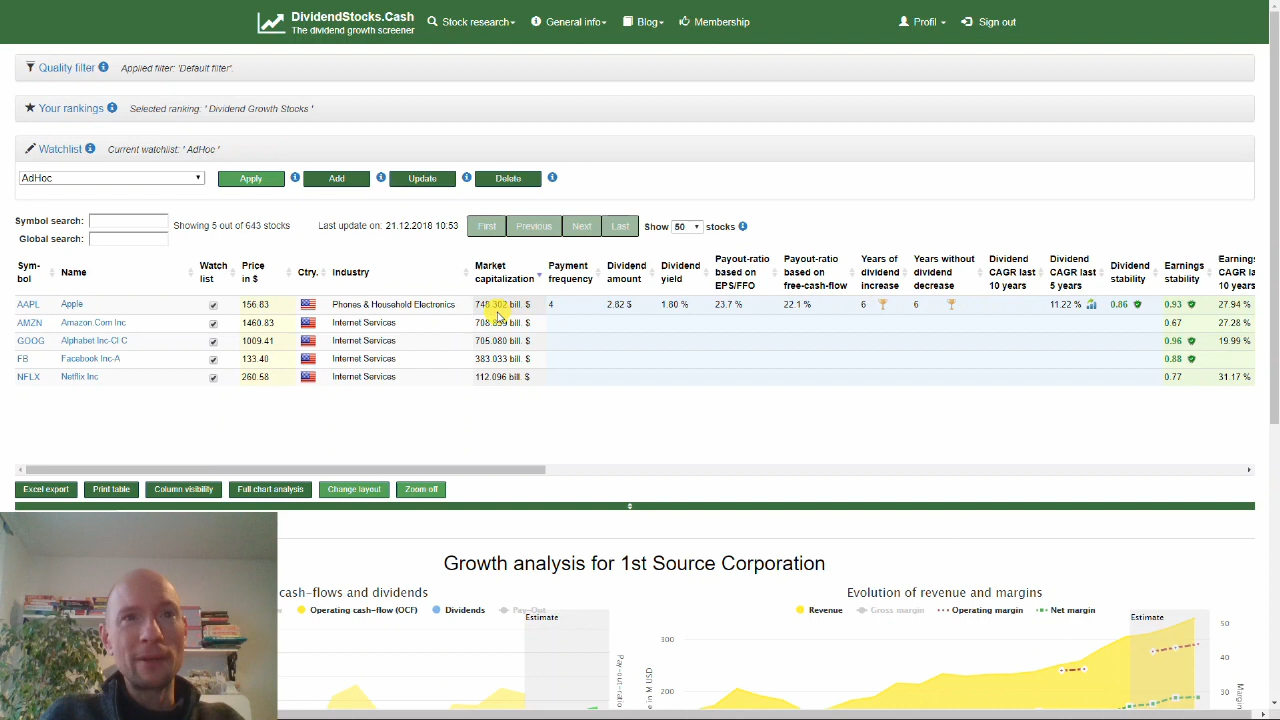 DividendStocks.Cash
The dividend growth screener
Stock research
General info
Blog
Membership
Profil
Sign out
Quality filter Applied filter: 'Default filter'.
Your rankings Selected ranking: ' Dividend Growth Stocks '
Watchlist Current watchlist: ' AdHoc '
AdHoc Apply Add Update Delete
Symbol search:
Global search:
Showing 5 out of 643 stocks Last update on: 21.12.2018 10:53 First Previous Next Last Show 50 stocks
Sym-bol Name Watch list Price in $ Ctry. Industry Market capitalization Payment frequency Dividend amount Dividend yield Payout-ratio based on EPS/FFO Payout-ratio based on free-cash-flow Years of dividend increase Years without dividend decrease Dividend CAGR last 10 years Dividend CAGR last 5 years Dividend stability Earnings stability Earnings CAGR l 10 years
AAPL Apple 156.83 Phones & Household Electronics 748.302 bill. $ 4 2.82 $ 1.80 % 23.7 % 22.1 % 6 6 11.22 % 0.86 0.93 27.94 %
AMZN Amazon.Com Inc 1460.83 Internet Services bill. $ 0.67 27.28 %
GOOG Alphabet Inc-Cl C 1009.41 Internet Services 705.080 bill. $ 0.96 19.99 %
FB Facebook Inc-A 133.40 Internet Services 383.033 bill. $ 0.88
NFLX Netflix Inc 260.58 Internet Services 112.096 bill. $ 0.77 31.17 %
Excel export Print table Column visibility Full chart analysis Change layout Zoom off
Growth analysis for 1st Source Corporation
cash-flows and dividends
Operating cash-flow (OCF) Dividends Pay-Out
Estimate
Pay-out-ratio
Evolution of revenue and margins
Revenue Gross margin Operating margin Net margin
Estimate
300
200
e in M USD
50
40
30
Margin